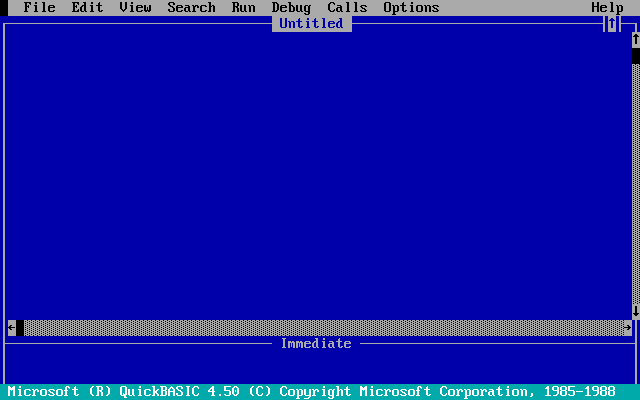 File Edit View Search Run Debug Calls Options Help
Untitled
Immediate
Microsoft (R) QuickBASIC 4.50 (C) Copyright Microsoft Corporation, 1985-1988